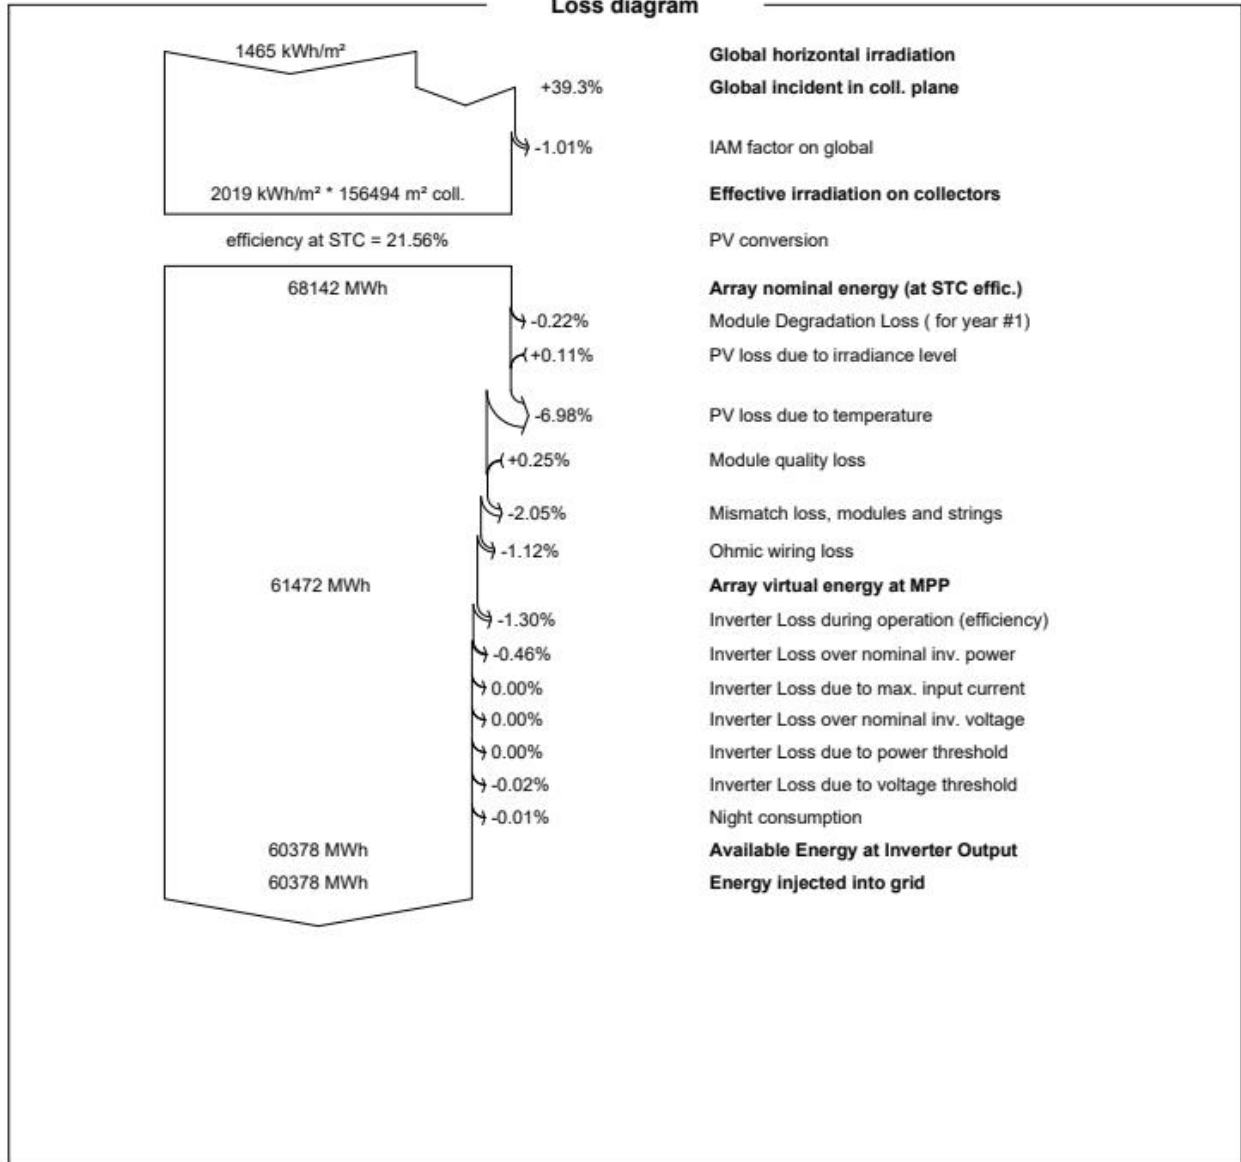 Loss diagram
1465 kWh/m² Global horizontal irradiation
+39.3% Global incident in coll. plane
-1.01% IAM factor on global
2019 kWh/m² * 156494 m² coll. Effective irradiation on collectors
efficiency at STC = 21.56% PV conversion
68142 MWh Array nominal energy (at STC effic.)
-0.22% Module Degradation Loss ( for year #1)
+0.11% PV loss due to irradiance level
-6.98% PV loss due to temperature
+0.25% Module quality loss
-2.05% Mismatch loss, modules and strings
-1.12% Ohmic wiring loss
61472 MWh Array virtual energy at MPP
-1.30% Inverter Loss during operation (efficiency)
-0.46% Inverter Loss over nominal inv. power
0.00% Inverter Loss due to max. input current
0.00% Inverter Loss over nominal inv. voltage
0.00% Inverter Loss due to power threshold
-0.02% Inverter Loss due to voltage threshold
-0.01% Night consumption
60378 MWh Available Energy at Inverter Output
60378 MWh Energy injected into grid